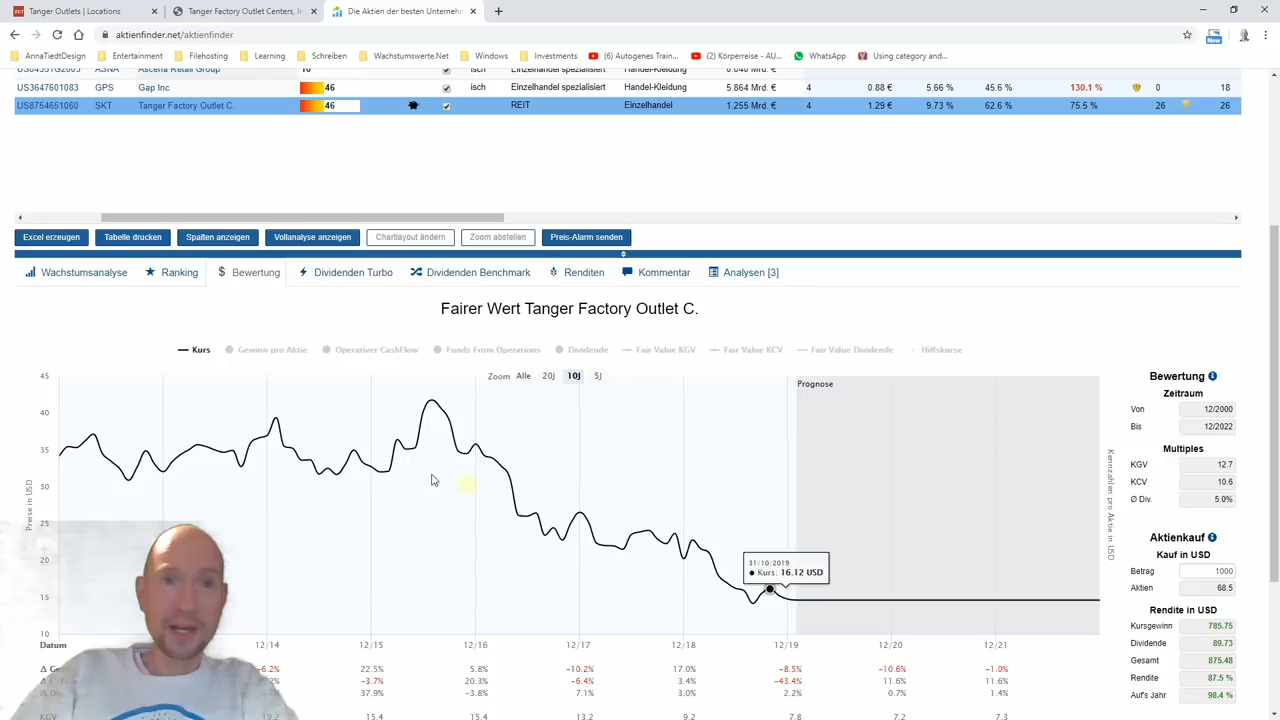 Tanger Outlets | Locations
Tanger Factory Outlet Centers, In
Die Aktien der besten Unternehm
aktienfinder.net/aktienfinder
AnnaTiedtDesign Entertainment Filehosting Learning Schreiben Wachstumswerte.Net Windows Investments (6) Autogenes Train... (2) Körperreise - AU... WhatsApp Using category and...
US3647601083 GPS Gap Inc 46 isch Einzelhandel spezialisiert Handel-Kleidung 5.864 Mrd. € 4 0.88 € 5.66 % 45.6 % 130.1 % 0 18
US8754651060 SKT Tanger Factory Outlet C. 46 REIT Einzelhandel 1.255 Mrd. € 4 1.29 € 9.73 % 62.6 % 75.5 % 26 26
Excel erzeugen Tabelle drucken Spalten anzeigen Vollanalyse anzeigen Chartlayout ändern Zoom abstellen Preis-Alarm senden
Wachstumsanalyse Ranking Bewertung Dividenden Turbo Dividenden Benchmark Renditen Kommentar Analysen [3]
Fairer Wert Tanger Factory Outlet C.
Kurs Gewinn pro Aktie Operativer CashFlow Funds From Operations Dividende Fair Value KGV Fair Value KCV Fair Value Dividende Hilfskurse
Zoom Alle 20J 10J 5J
Prognose
45
40
35
30
25
20
15
10
Preise in USD
Kennzahlen pro Aktie in USD
31/10/2019
Kurs: 16.12 USD
Datum 12/14 12/15 12/16 12/17 12/18 12/19 12/20 12/21
-6.2% 22.5% 5.8% -10.2% 17.0% -8.5% -10.6% -1.0%
-3.7% 20.3% -6.4% 3.4% -43.4% 11.6% 11.6%
37.9% -3.8% 7.1% 3.0% 2.2% 0.7% 1.4%
KGV 19.2 15.4 15.4 13.2 9.2 7.8 7.2 7.3
Bewertung
Zeitraum
Von 12/2000
Bis 12/2022
Multiples
KGV 12.7
KCV 10.6
Ø Div. 5.0%
Aktienkauf
Kauf in USD
Betrag 1000
Aktien 68.5
Rendite in USD
Kursgewinn 785.75
Dividende 89.73
Gesamt 875.48
Rendite 87.5 %
Auf's Jahr 98.4 %